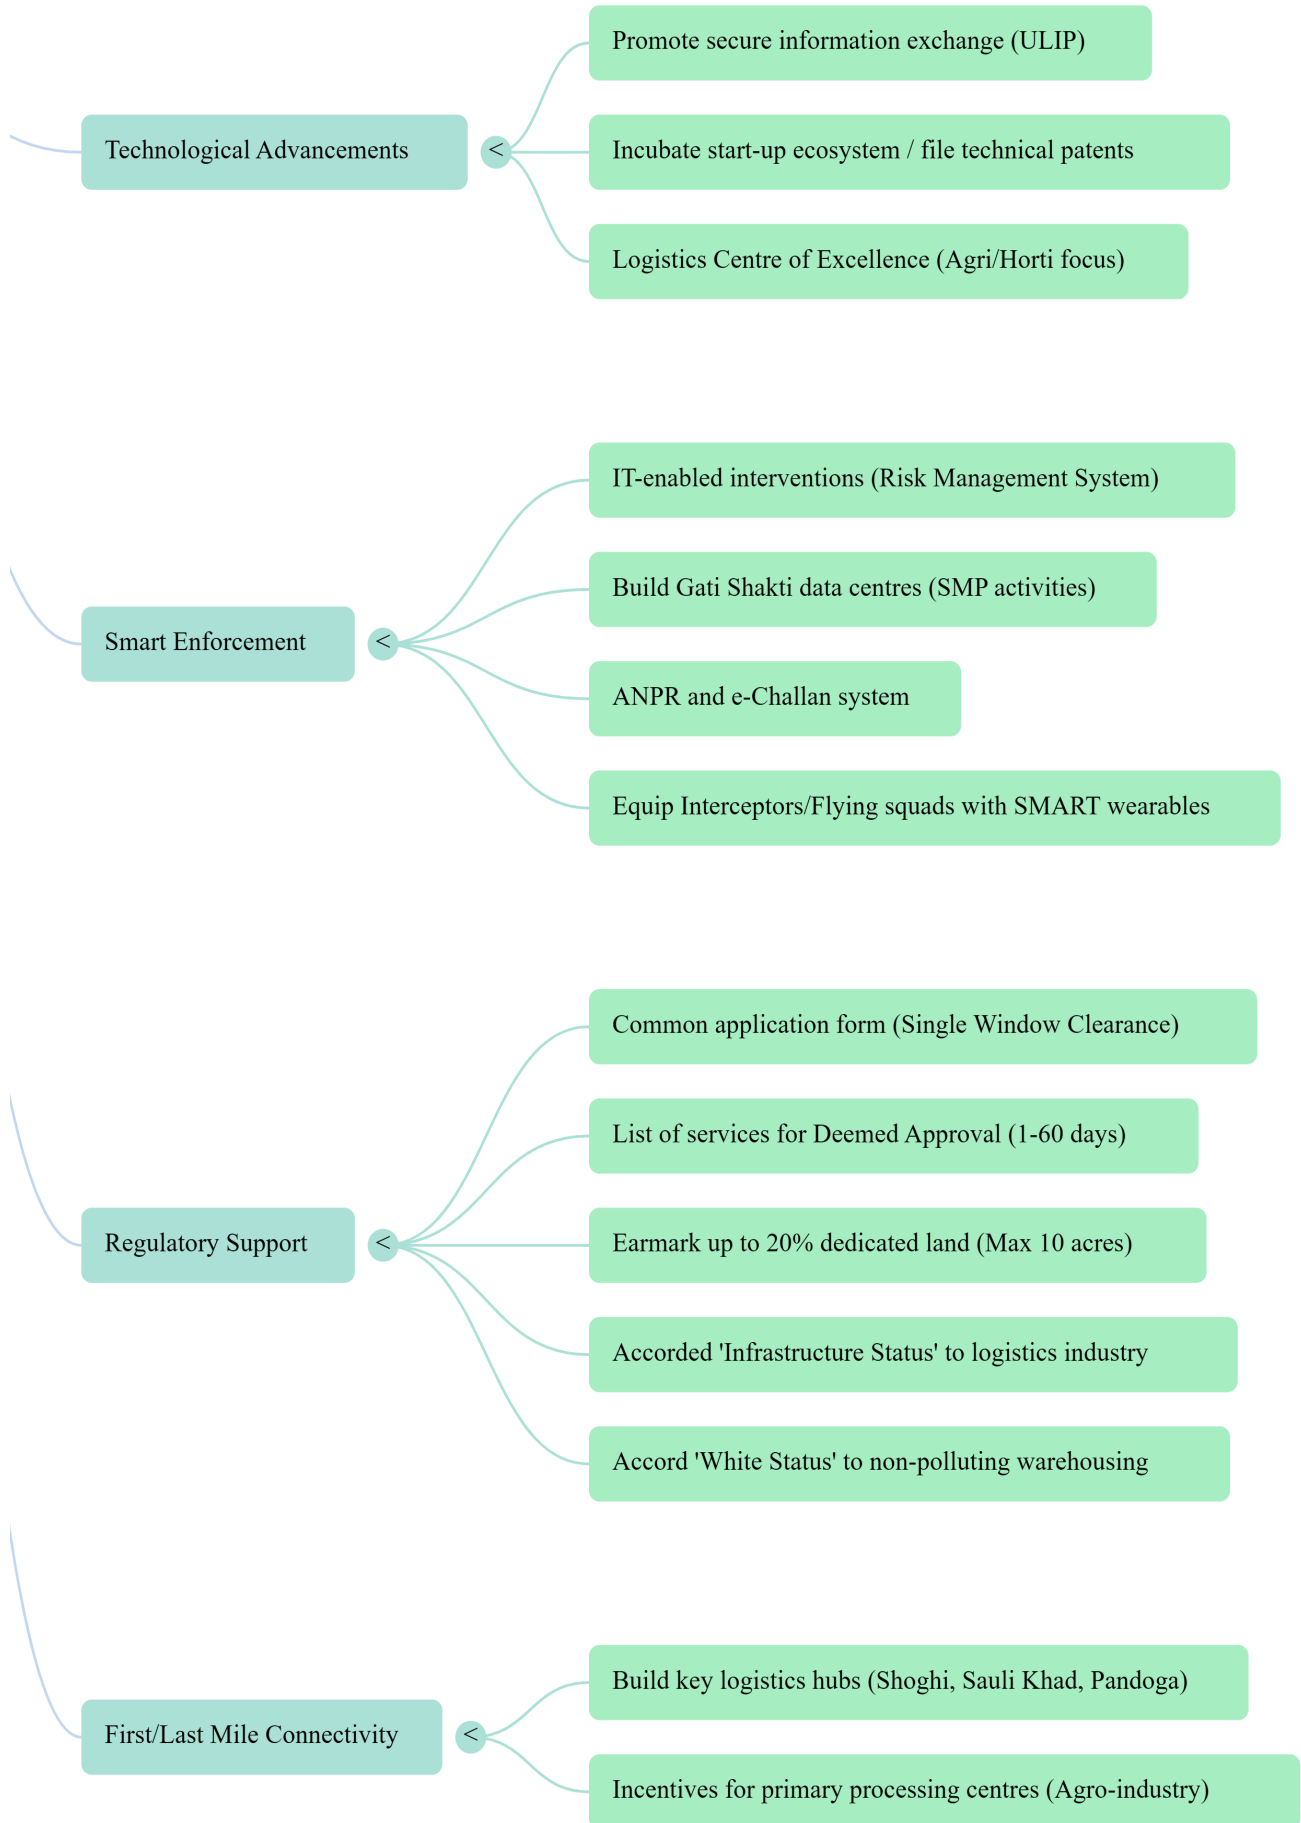 Technological Advancements
<
Promote secure information exchange (ULIP)
Incubate start-up ecosystem / file technical patents
Logistics Centre of Excellence (Agri/Horti focus)
Smart Enforcement
<
IT-enabled interventions (Risk Management System)
Build Gati Shakti data centres (SMP activities)
ANPR and e-Challan system
Equip Interceptors/Flying squads with SMART wearables
Regulatory Support
<
Common application form (Single Window Clearance)
List of services for Deemed Approval (1-60 days)
Earmark up to 20% dedicated land (Max 10 acres)
Accorded 'Infrastructure Status' to logistics industry
Accord 'White Status' to non-polluting warehousing
First/Last Mile Connectivity
<
Build key logistics hubs (Shoghi, Sauli Khad, Pandoga)
Incentives for primary processing centres (Agro-industry)